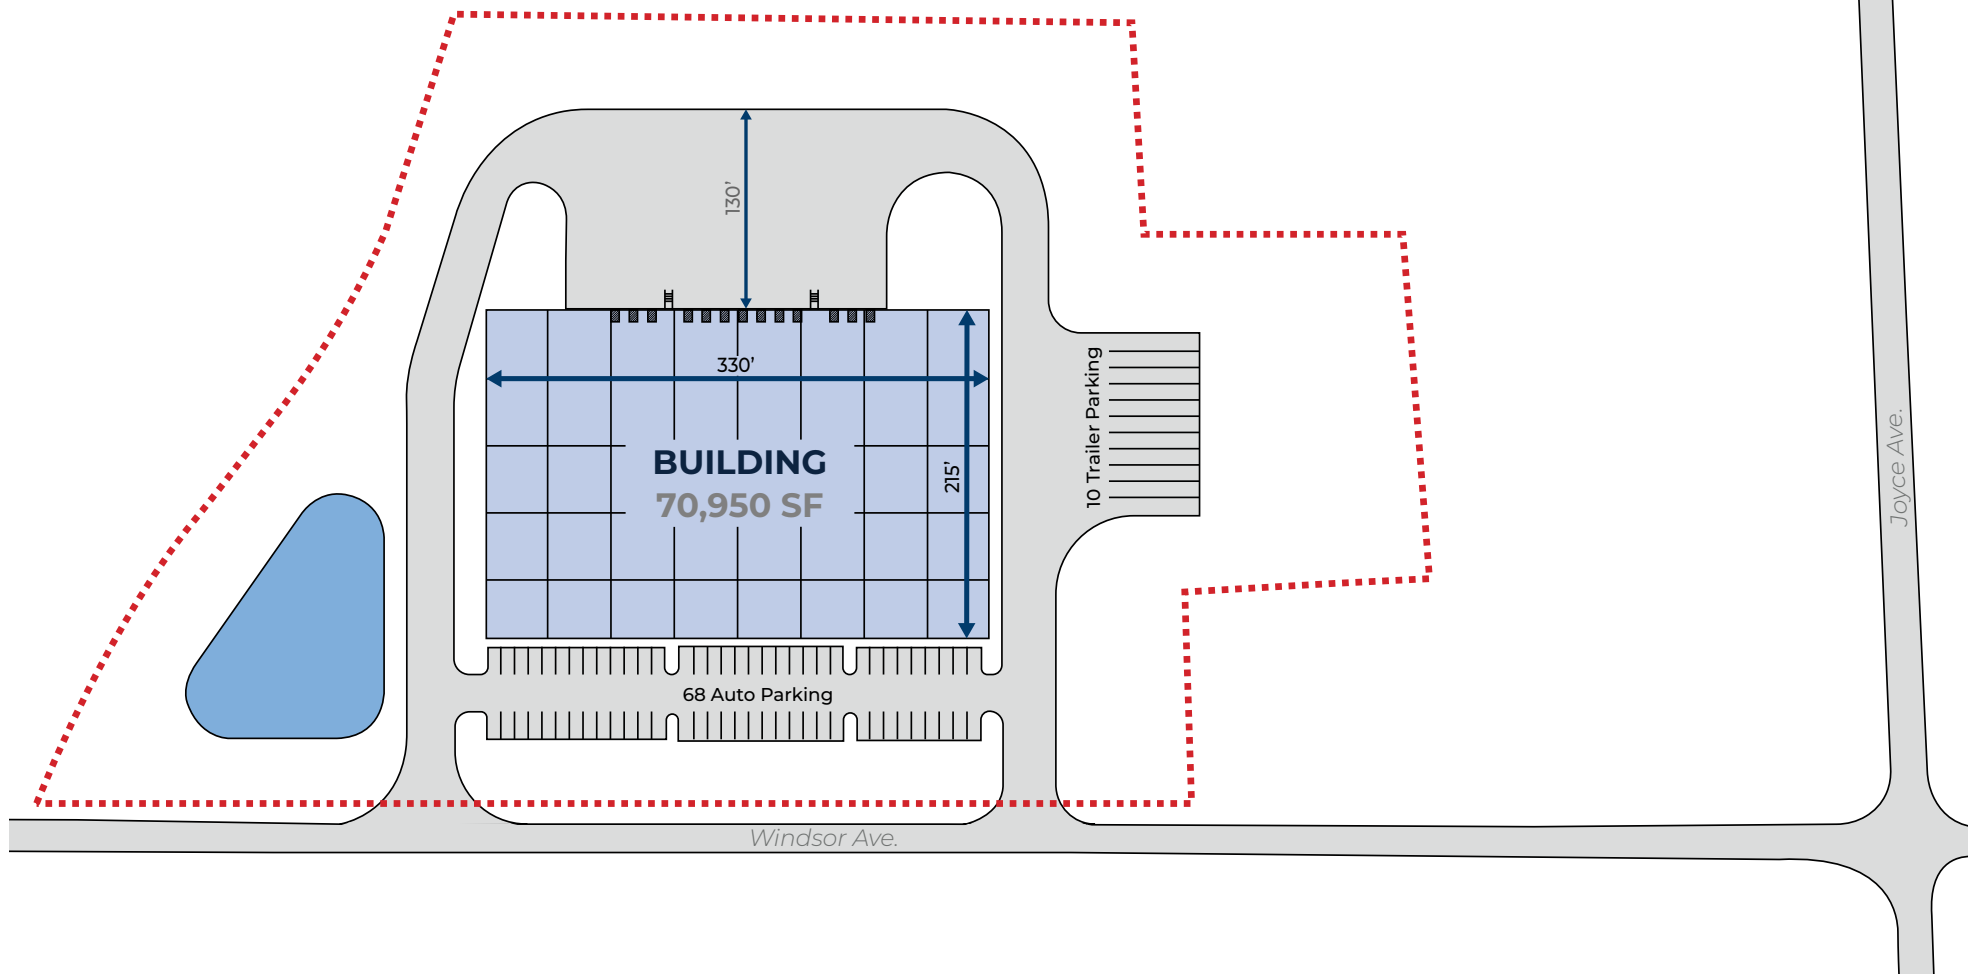 130’
330’
BUILDING
70,950 SF
215’
10 Trailer Parking
68 Auto Parking
Windsor Ave.
Joyce Ave.